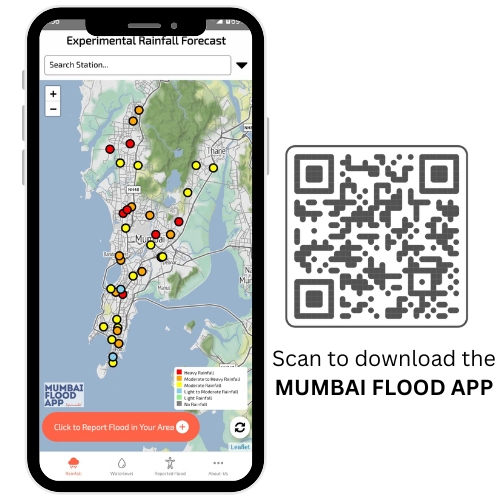 Experimental Rainfall Forecast
Search Station...
+
−
NH48
Thane
Mumbai
Heavy Rainfall
Moderate to Heavy Rainfall
Moderate Rainfall
Light to Moderate Rainfall
Light Rainfall
No Rainfall
MUMBAI
FLOOD
APP
Click to Report Flood in Your Area +
Leaflet
Rainfall
Waterlevel
Reported Flood
About Us
Scan to download the
MUMBAI FLOOD APP